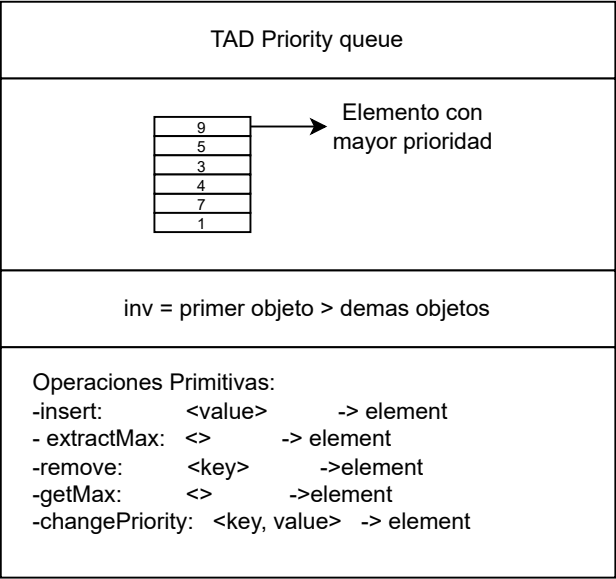 TAD Priority queue
9
5
3
4
7
1
Elemento con
mayor prioridad
inv = primer objeto > demas objetos
Operaciones Primitivas:
-insert: <value> -> element
- extractMax: <> -> element
-remove: <key> ->element
-getMax: <> ->element
-changePriority: <key, value> -> element